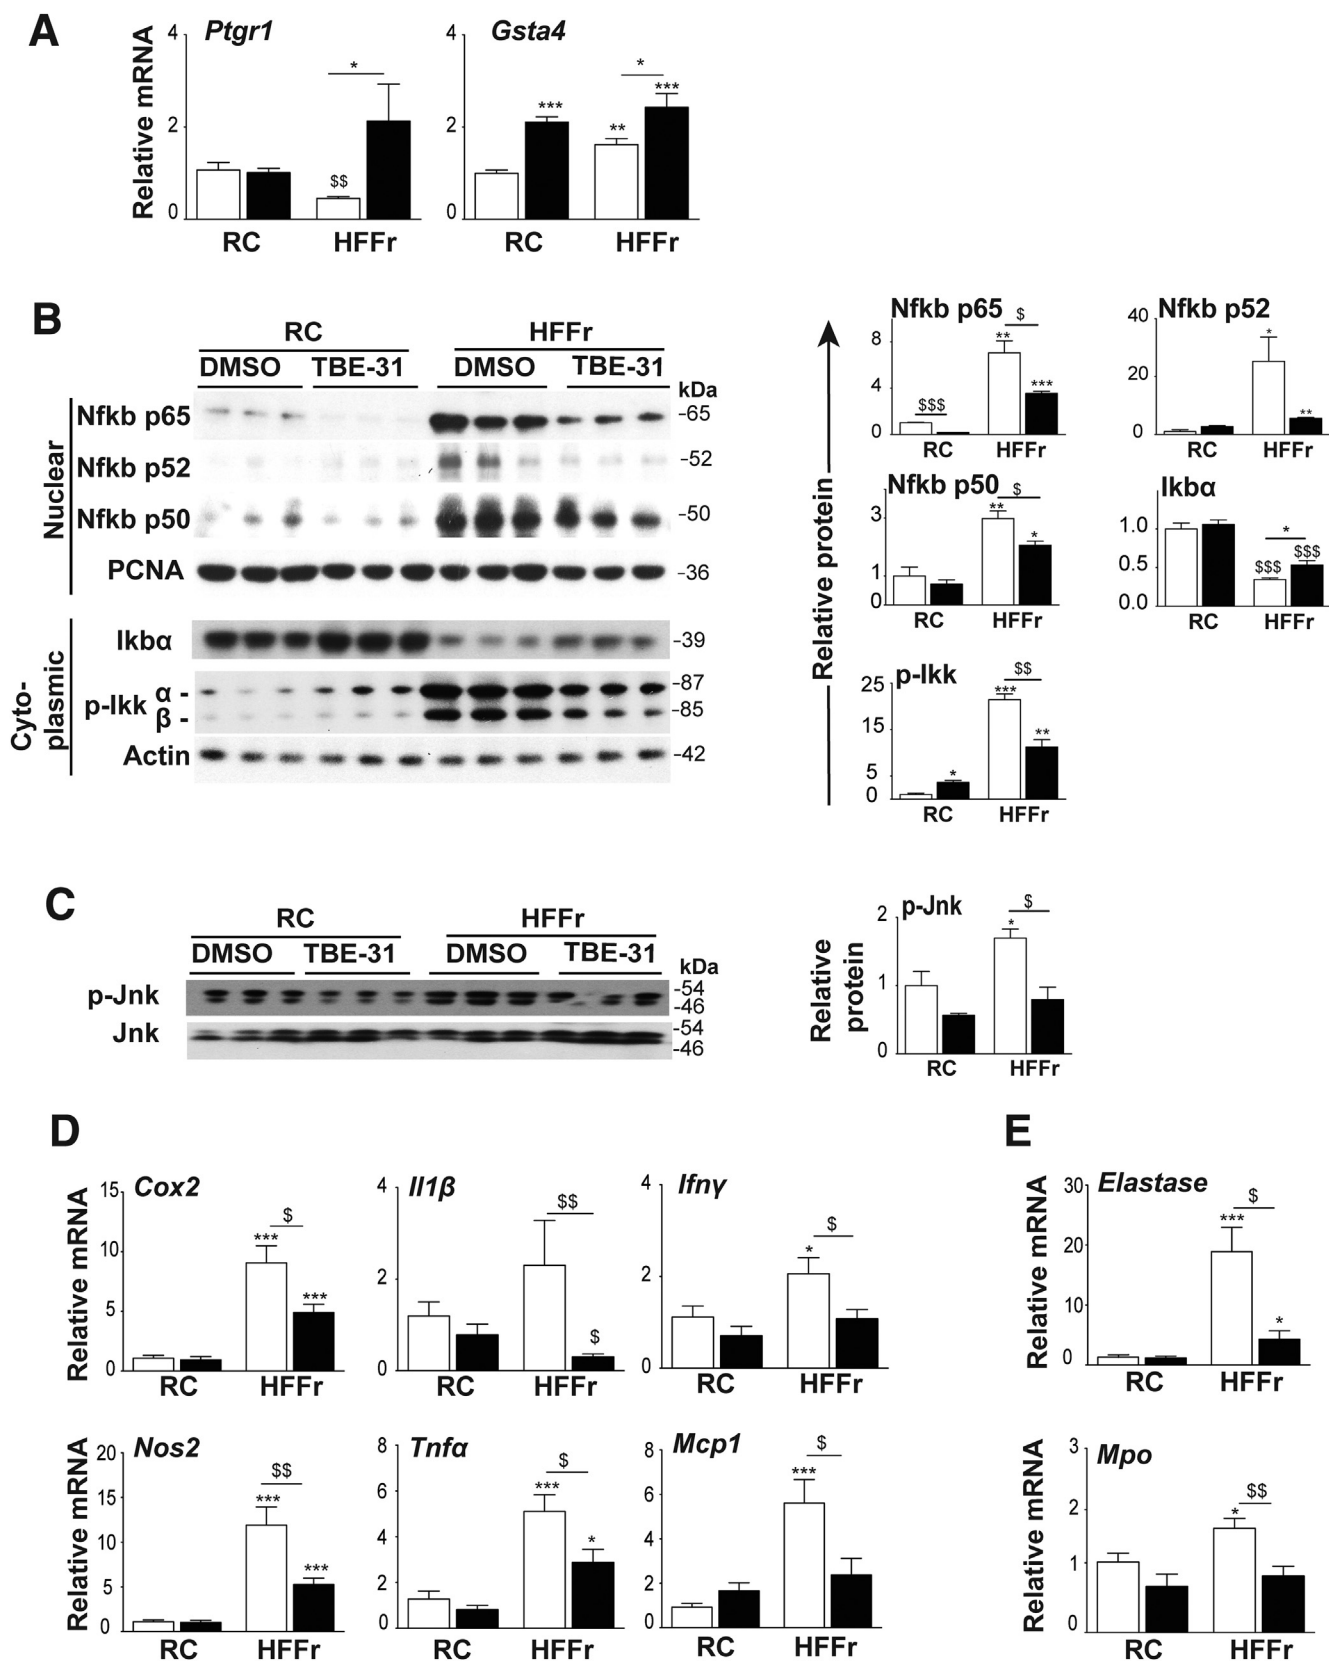 A
Relative mRNA
Ptgr1
4
2
0
*
$$
RC
HFFr
Gsta4
4
2
0
***
**
*
***
RC
HFFr
B
RC
HFFr
DMSO
TBE-31
DMSO
TBE-31
kDa
Nuclear
Nfkb p65
-65
Nfkb p52
-52
Nfkb p50
-50
PCNA
-36
Cyto-
plasmic
Ikbα
-39
p-Ikk
α -
-87
β -
-85
Actin
-42
Relative protein
Nfkb p65
8
4
0
$$$
**
$
***
RC
HFFr
Nfkb p52
40
20
0
*
**
RC
HFFr
Nfkb p50
3
1
0
**
$
*
RC
HFFr
Ikbα
1.0
0.5
0.0
$$$
*
$$$
RC
HFFr
p-Ikk
25
15
5
0
*
***
$$
**
RC
HFFr
C
RC
HFFr
DMSO
TBE-31
DMSO
TBE-31
kDa
p-Jnk
-54
-46
Jnk
-54
-46
Relative
protein
p-Jnk
2
1
0
*
$
RC
HFFr
D
Relative mRNA
Cox2
15
10
5
0
***
$
***
RC
HFFr
Il1β
4
2
0
$$
$
RC
HFFr
Ifnγ
4
2
0
*
$
RC
HFFr
Relative mRNA
Nos2
20
15
10
5
0
***
$$
***
RC
HFFr
Tnfα
8
6
4
2
0
***
$
*
RC
HFFr
Mcp1
8
6
4
2
0
***
$
RC
HFFr
E
Relative mRNA
Elastase
30
20
10
0
***
$
*
RC
HFFr
Relative mRNA
Mpo
3
2
1
0
*
$$
RC
HFFr